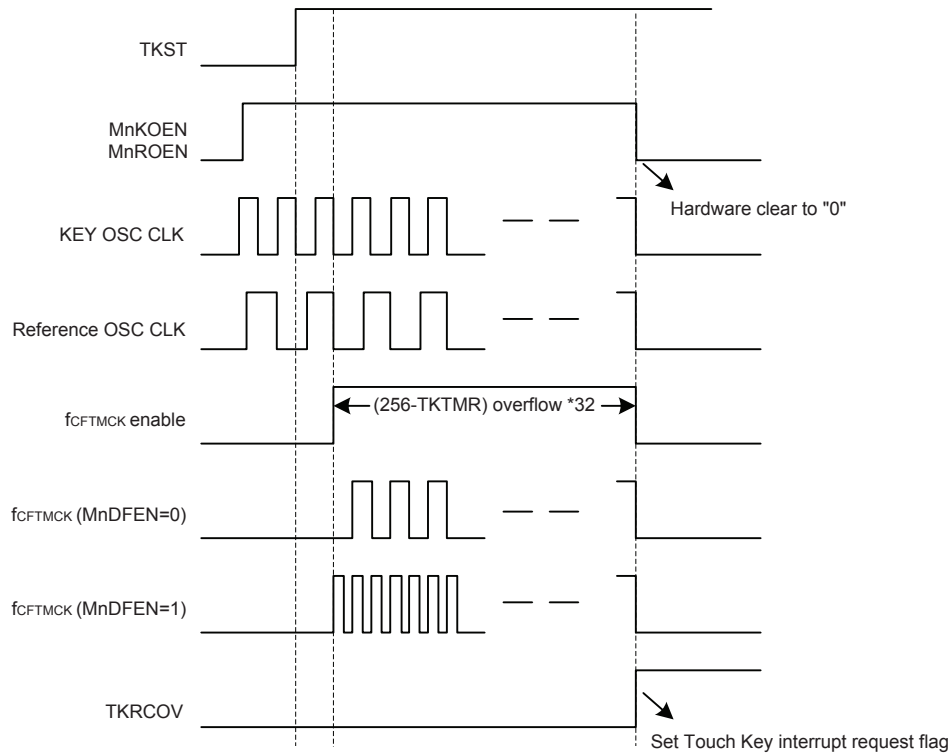 TKST
MnKOEN
MnROEN
Hardware clear to "0"
KEY OSC CLK
Reference OSC CLK
fCFTMCK enable
(256-TKTMR) overflow *32
fCFTMCK (MnDFEN=0)
fCFTMCK (MnDFEN=1)
TKRCOV
Set Touch Key interrupt request flag